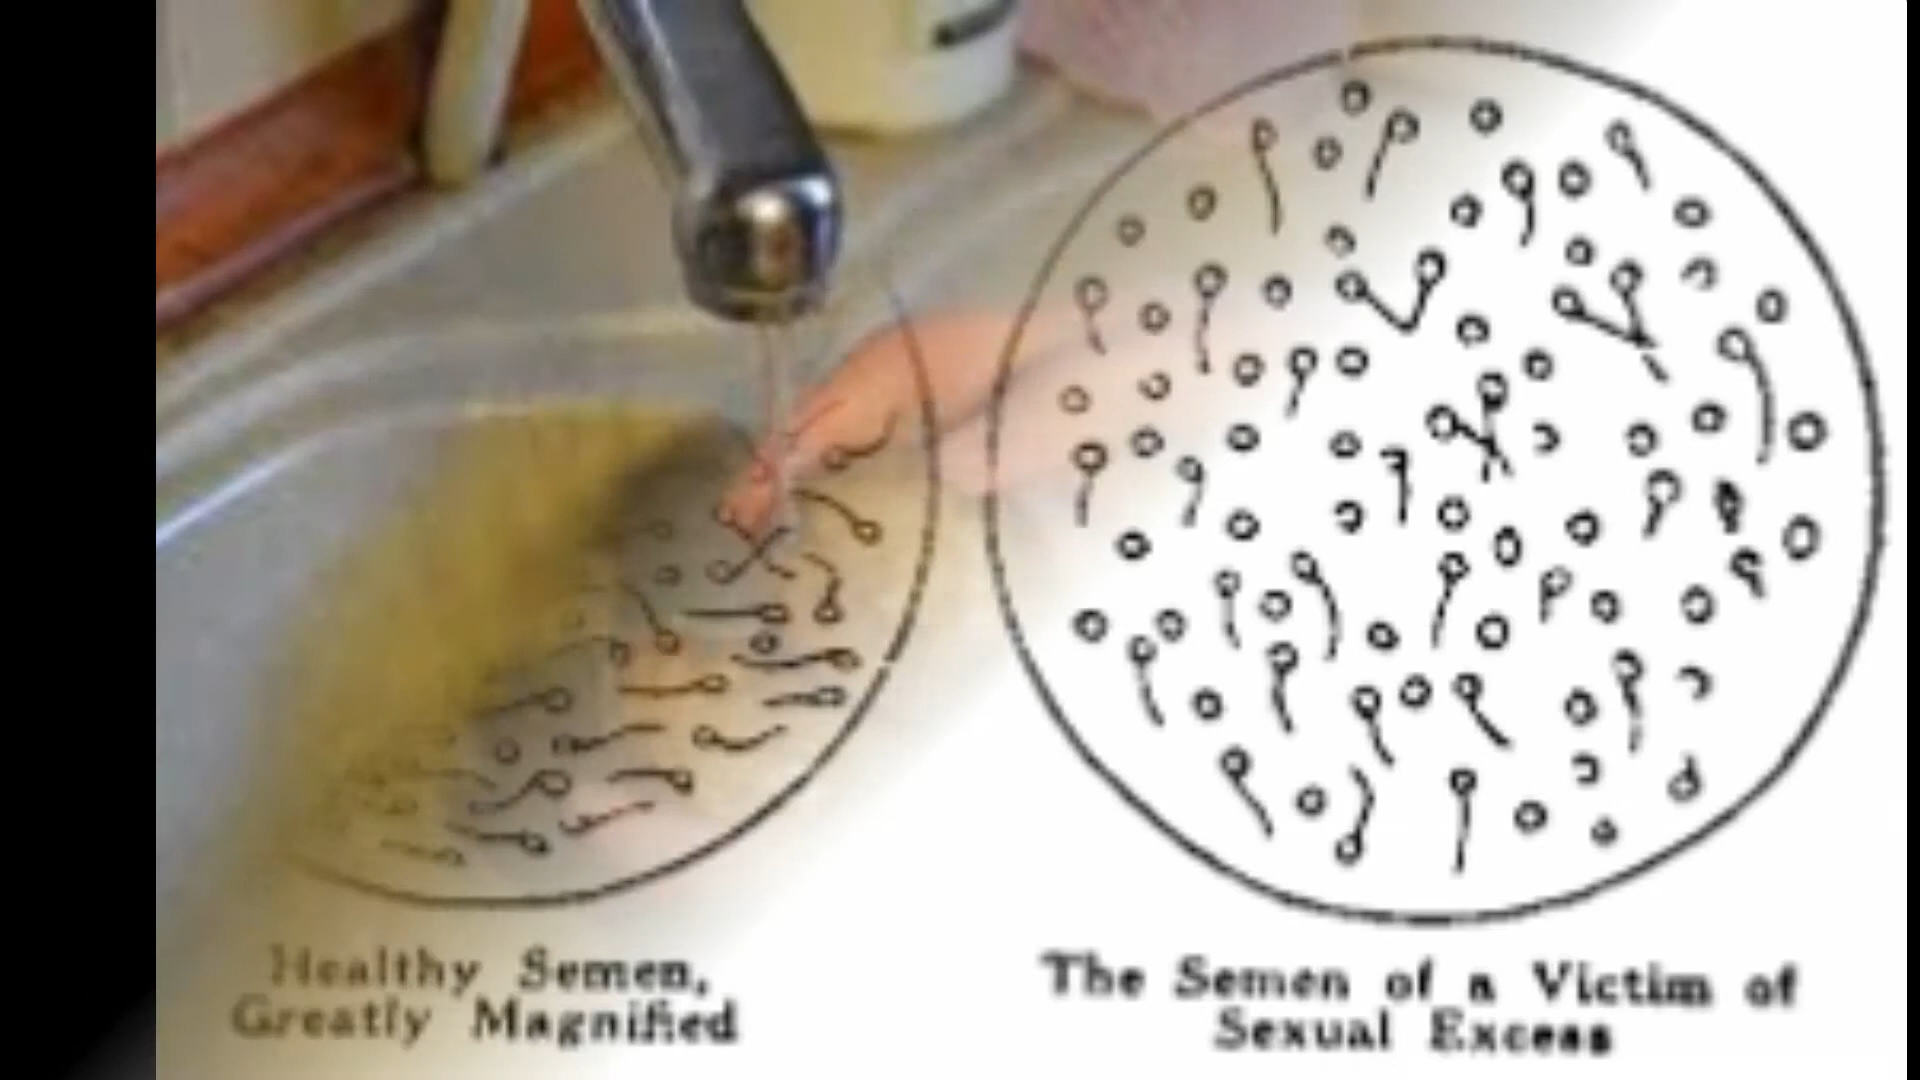 Healthy Semen,
Greatly Magnified
The Semen of a Victim of
Sexual Excess